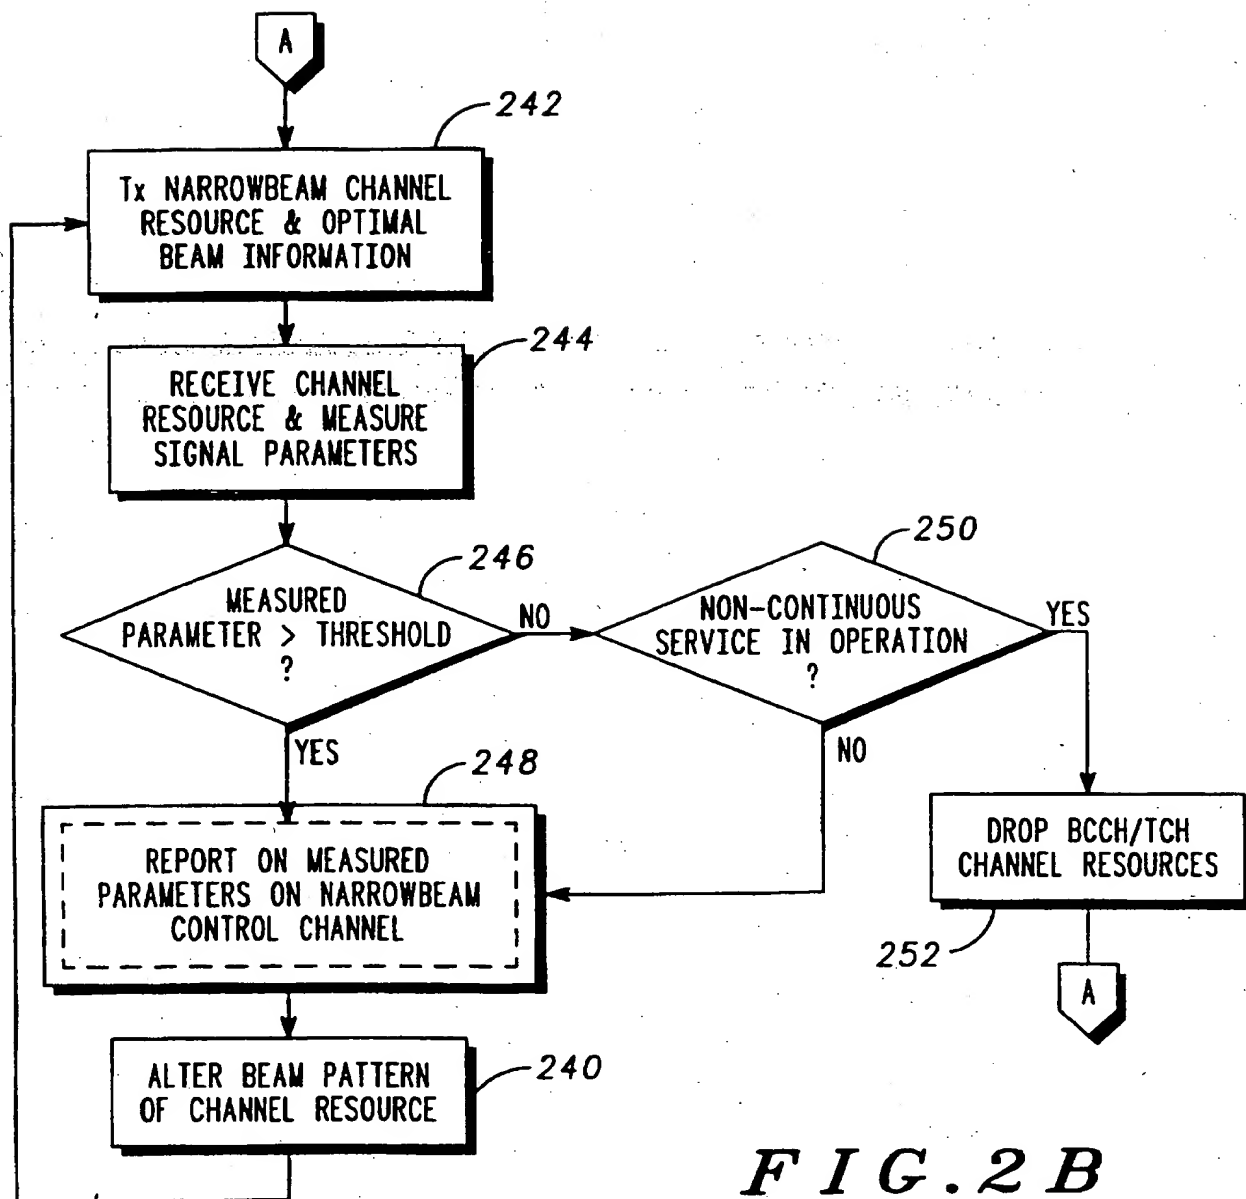 A
242
Tx NARROWBEAM CHANNEL
RESOURCE & OPTIMAL
BEAM INFORMATION
244
RECEIVE CHANNEL
RESOURCE & MEASURE
SIGNAL PARAMETERS
246
MEASURED
PARAMETER > THRESHOLD
?
NO
250
NON-CONTINUOUS
SERVICE IN OPERATION
?
YES
YES
NO
248
REPORT ON MEASURED
PARAMETERS ON NARROWBEAM
CONTROL CHANNEL
DROP BCCH/TCH
CHANNEL RESOURCES
252
A
240
ALTER BEAM PATTERN
OF CHANNEL RESOURCE
FIG.2B